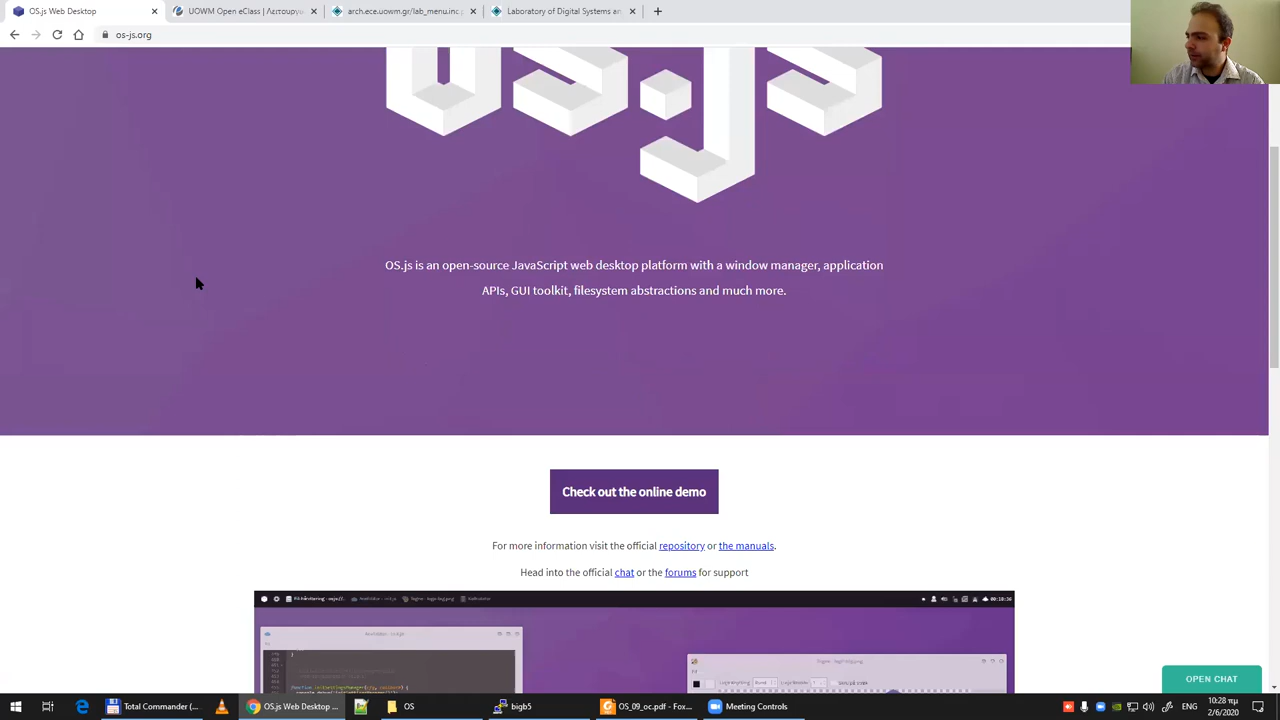 OS.js Web Desktop
UOWM Open eClass | Λειτουργι
arch.ece.uowm.gr/lab_menu.inc.p
Laboratory of Digital Systems an
os-js.org
OS.js
OS.js is an open-source JavaScript web desktop platform with a window manager, application
APIs, GUI toolkit, filesystem abstractions and much more.
Check out the online demo
For more information visit the official repository or the manuals.
Head into the official chat or the forums for support
OPEN CHAT
Total Commander (...
OS.js Web Desktop ...
OS
big5
OS_09_oc.pdf - Fox...
Meeting Controls
ENG
10:28 πμ
2/6/2020